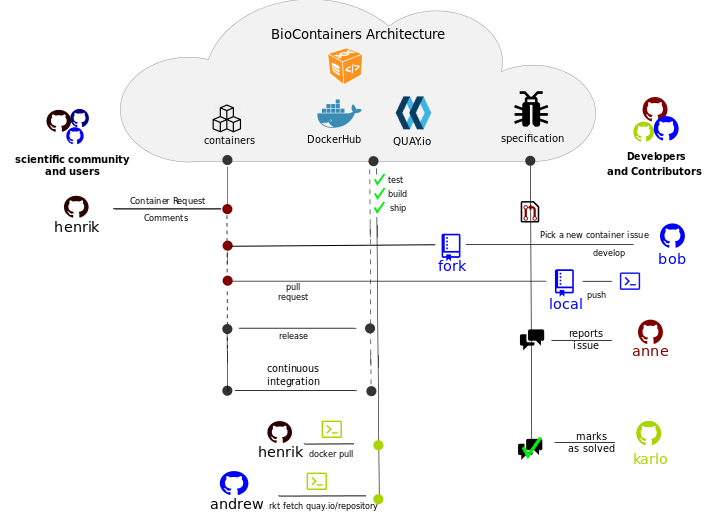 BioContainers Architecture
containers
DockerHub
QUAY.io
specification
scientific community
and users
Developers
and Contributors
test
build
ship
henrik
Container Request
Comments
fork
Pick a new container issue
develop
bob
pull
request
local
push
release
reports
issue
anne
continuous
integration
henrik
docker pull
marks
as solved
karlo
andrew
rkt fetch quay.io/repository